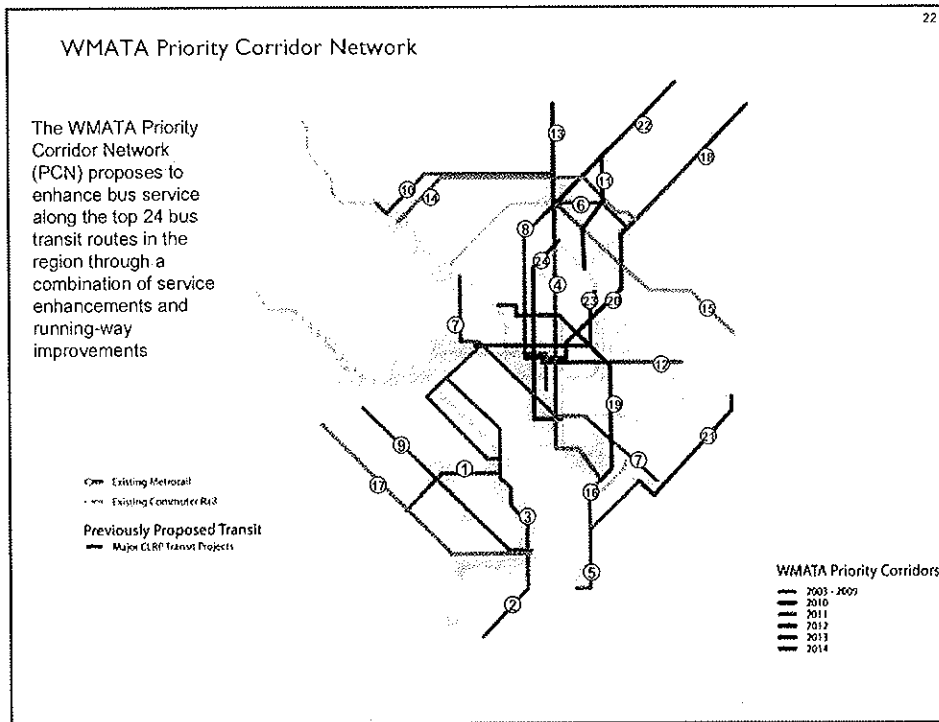 22
WMATA Priority Corridor Network
The WMATA Priority
Corridor Network
(PCN) proposes to
enhance bus service
along the top 24 bus
transit routes in the
region through a
combination of service
enhancements and
running-way
improvements
13
22
18
10
14
11
6
8
24
4
23
20
15
7
12
19
9
21
1
7
17
16
3
5
2
Existing Metrorail
Existing Commuter Rail
Previously Proposed Transit
Major CLRP Transit Projects
WMATA Priority Corridors
2003 - 2009
2010
2011
2012
2013
2014